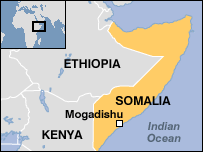 ETHIOPIA
SOMALIA
Mogadishu
KENYA
Indian
Ocean